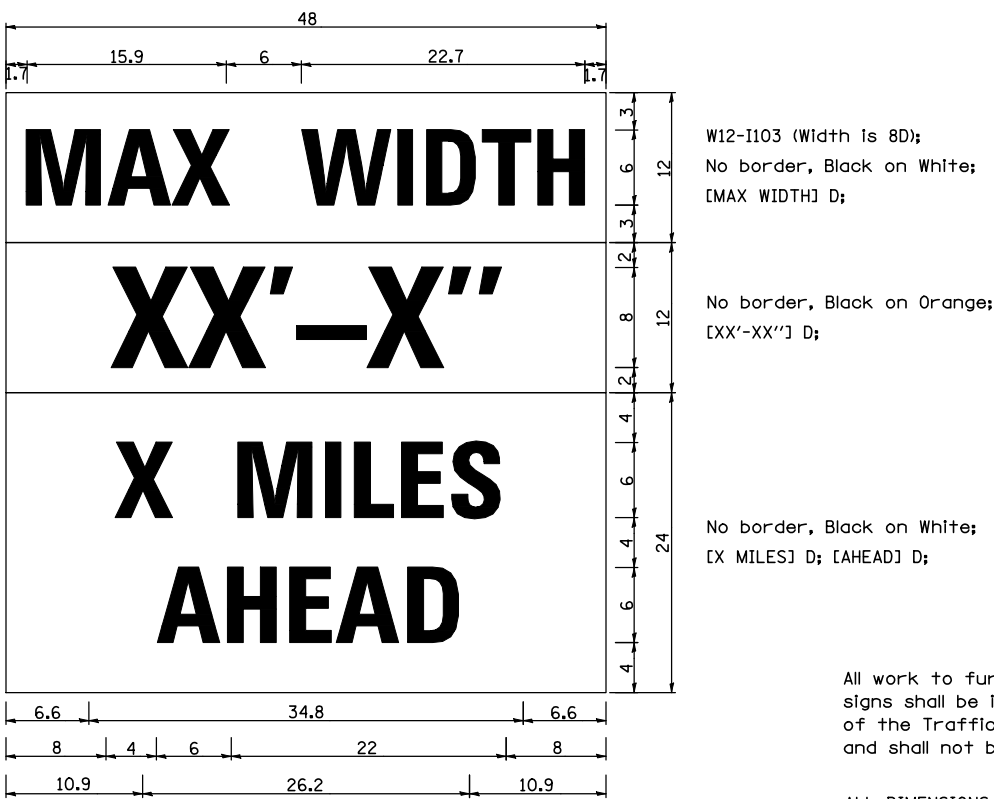 48
15.9 6 22.7
1.7 1.7
MAX WIDTH
3 6 3 12
W12-I103 (Width is 8D);
No border, Black on White;
[MAX WIDTH] D;
XX'–X''
2 8 2 12
No border, Black on Orange;
[XX'-XX''] D;
X MILES
AHEAD
4 6 4 6 4 24
No border, Black on White;
[X MILES] D; [AHEAD] D;
All work to fur
signs shall be i
of the Traffic
and shall not b
6.6 34.8 6.6
8 4 6 22 8
10.9 26.2 10.9